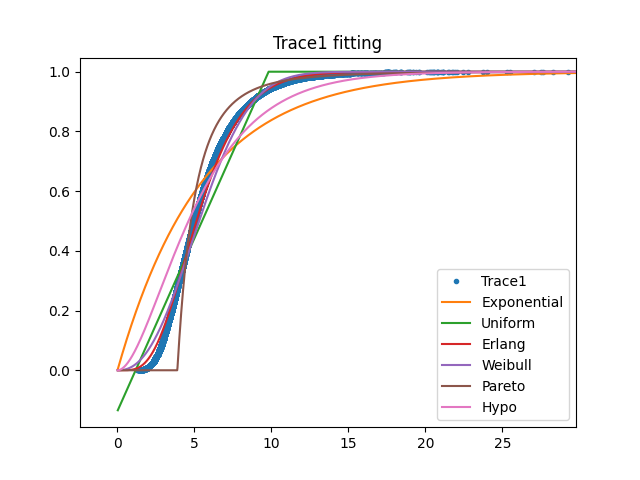 Trace1 fitting
1.0
0.8
0.6
0.4
0.2
0.0
0 5 10 15 20 25
Trace1
Exponential
Uniform
Erlang
Weibull
Pareto
Hypo